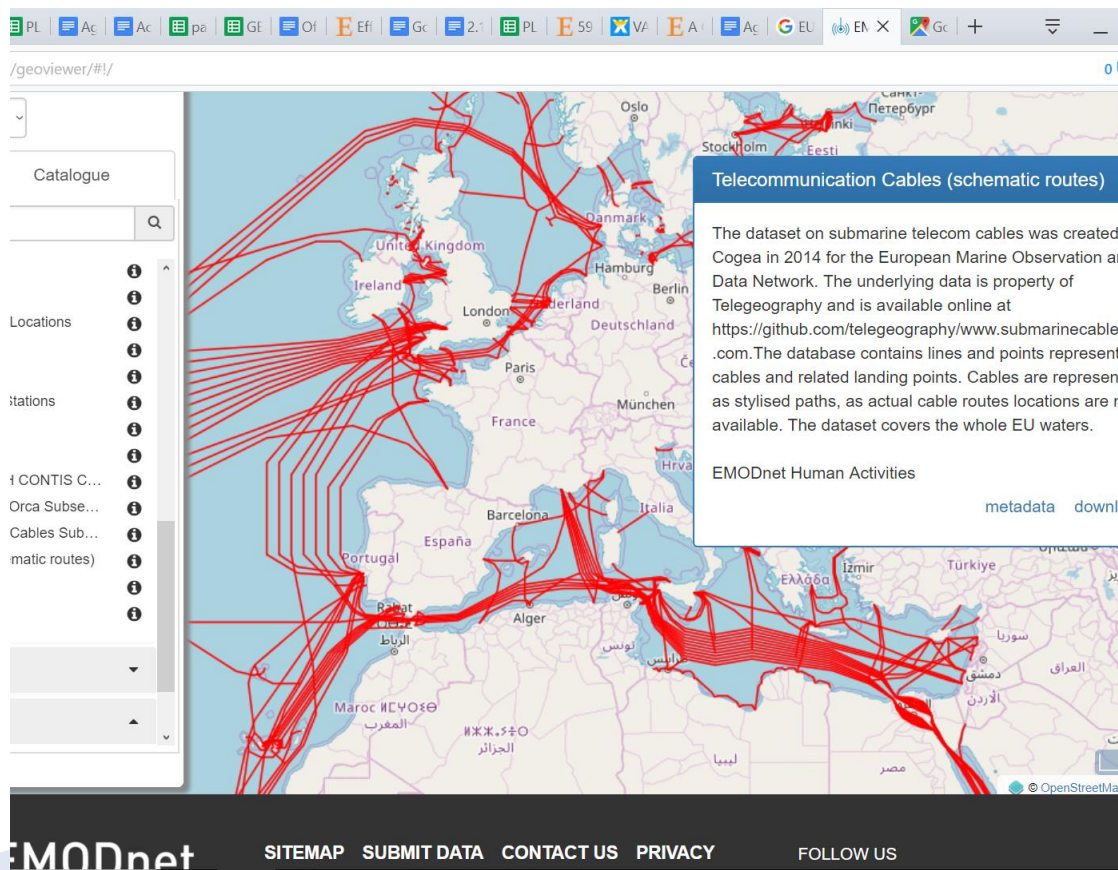 PL
Ac
Ac
pa
GE
Of
Eff
Gc
2.1
PL
59
VA
A
Ag
EU
EN
Gc
/geoviewer/#!/
0
Catalogue
Locations
Stations
H CONTIS C...
Orca Subse...
Cables Sub...
ematic routes)
Oslo
Санкт-
Петербург
inki
Stockholm
Eesti
Danmark
United Kingdom
Ireland
Hamburg
Berlin
London
derland
Deutschland
Paris
München
France
Hrva
Italia
Barcelona
España
Portugal
Rabat
الرباط
Alger
تونس
Ελλάδα
İzmir
Türkiye
سوريا
دمشق
العراق
الأردن
Maroc ⵍⵎⵖⵔⵉ�ⴱ
المغرب
الجزائر
ليبيا
مصر
Telecommunication Cables (schematic routes)
The dataset on submarine telecom cables was created
Cogea in 2014 for the European Marine Observation a
Data Network. The underlying data is property of
Telegeography and is available online at
https://github.com/telegeography/www.submarinecable
.com.The database contains lines and points represent
cables and related landing points. Cables are represen
as stylised paths, as actual cable routes locations are
available. The dataset covers the whole EU waters.
EMODnet Human Activities
metadata downl
© OpenStreetMa
EMODnet
SITEMAP SUBMIT DATA CONTACT US PRIVACY
FOLLOW US